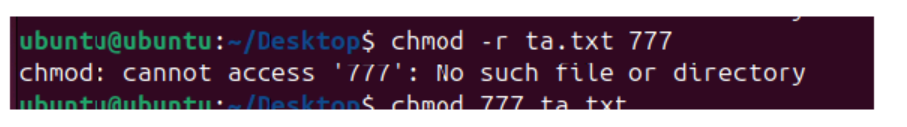 ubuntu@ubuntu:~/Desktop$ chmod -r ta.txt 777
chmod: cannot access '777': No such file or directory
ubuntu@ubuntu:~/Desktop$ chmod 777 ta.txt